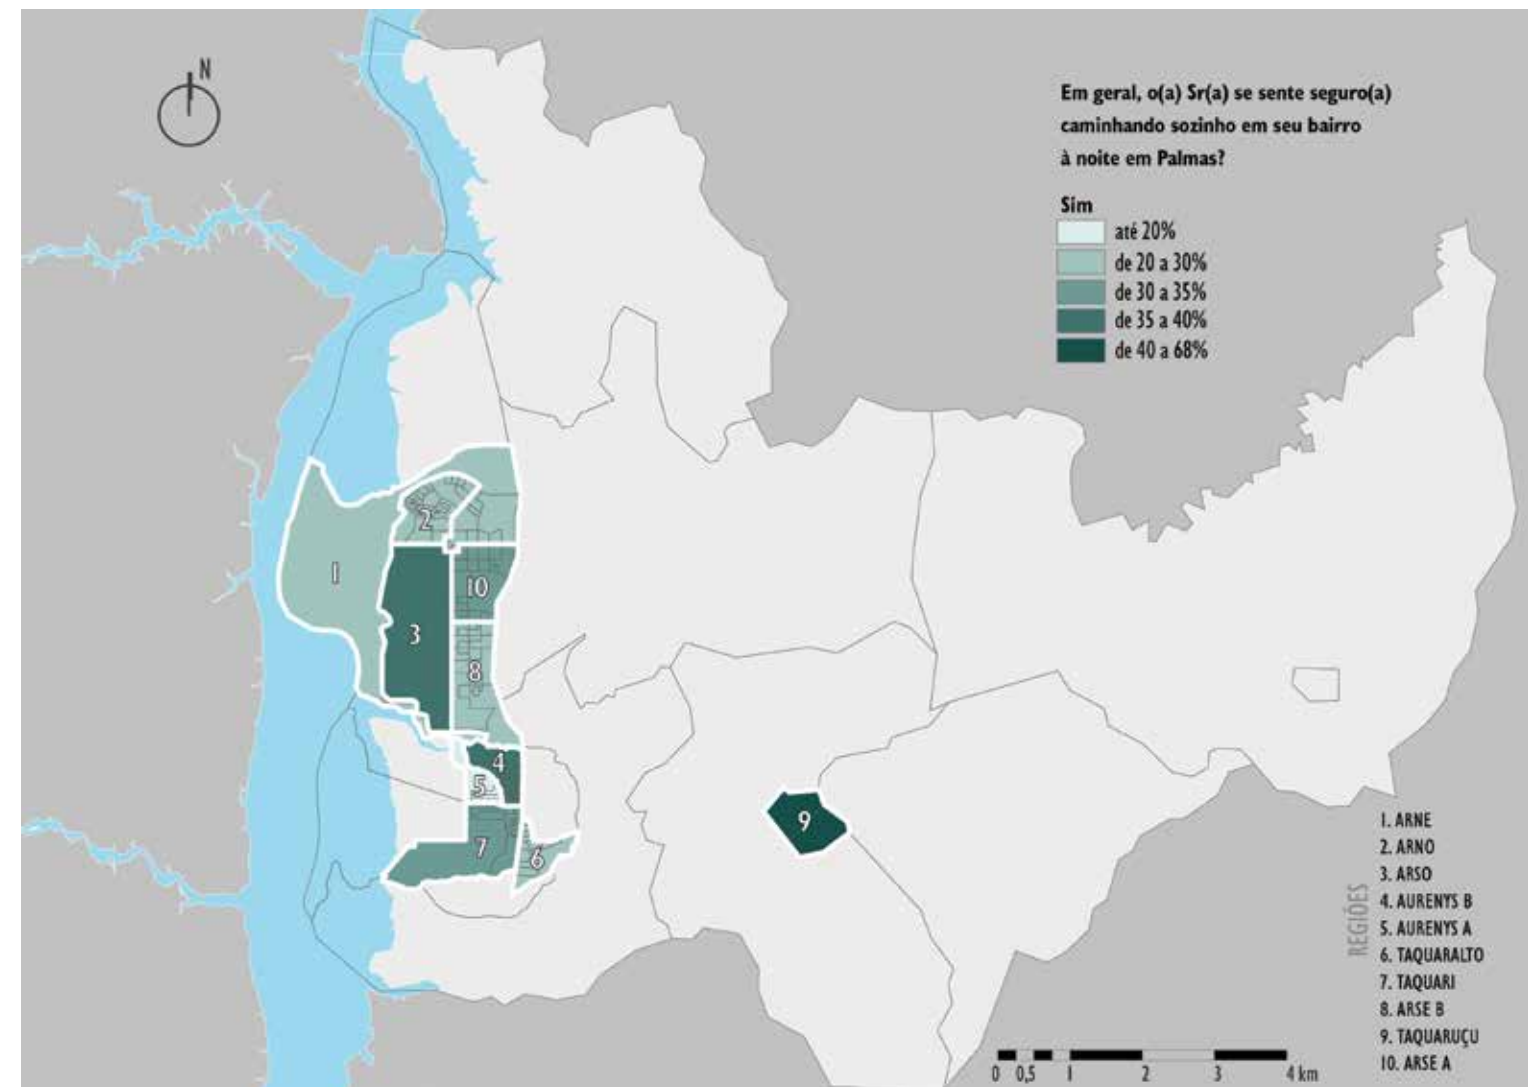 N
Em geral, o(a) Sr(a) se sente seguro(a)
caminhando sozinho em seu bairro
à noite em Palmas?
Sim
até 20%
de 20 a 30%
de 30 a 35%
de 35 a 40%
de 40 a 68%
1
2
3
10
8
4
5
7
6
9
REGIÕES
1. ARNE
2. ARNO
3. ARSO
4. AURENYS B
5. AURENYS A
6. TAQUARALTO
7. TAQUARI
8. ARSE B
9. TAQUARUÇU
10. ARSE A
0 0,5 1 2 3 4 km